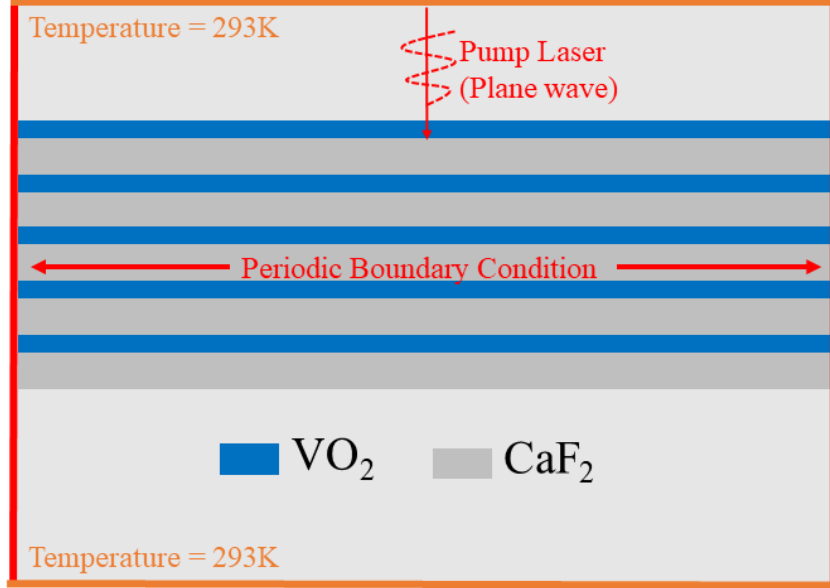 Temperature = 293K
Pump Laser
(Plane wave)
Periodic Boundary Condition
VO₂
CaF₂
Temperature = 293K